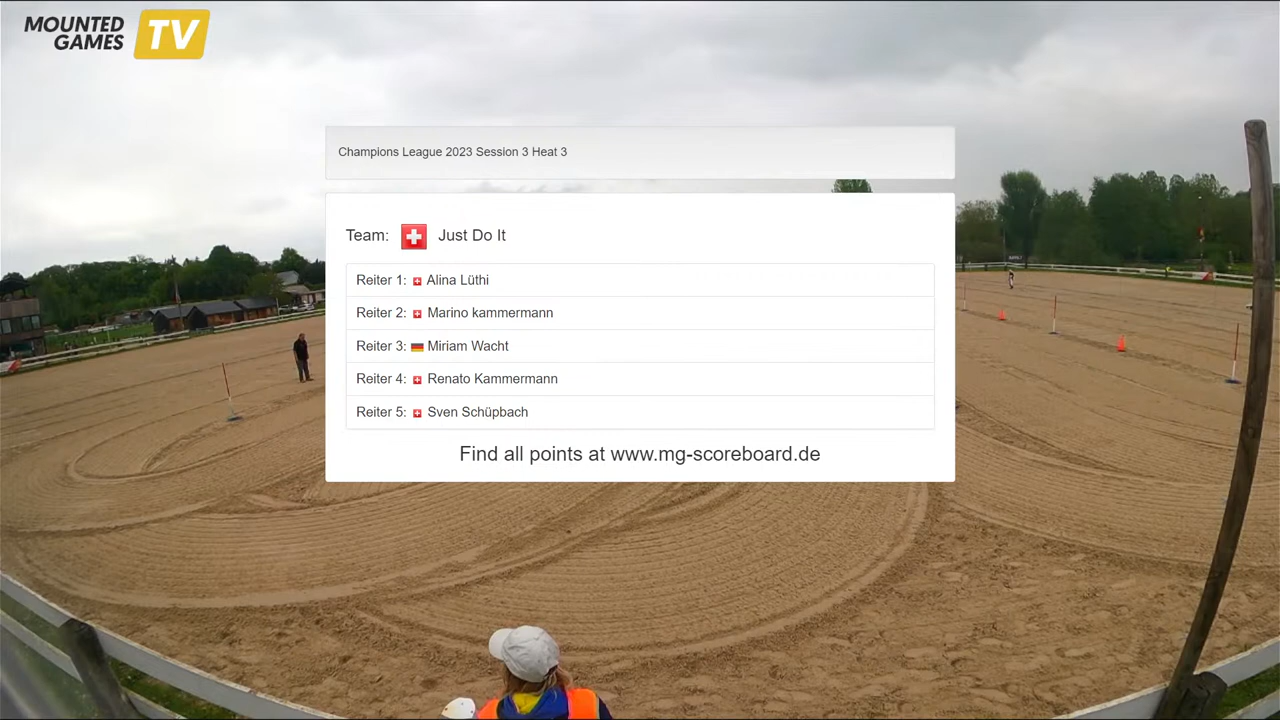 MOUNTED
GAMES
TV
Champions League 2023 Session 3 Heat 3
Team: Just Do It
Reiter 1: Alina Lüthi
Reiter 2: Marino kammermann
Reiter 3: Miriam Wacht
Reiter 4: Renato Kammermann
Reiter 5: Sven Schüpbach
Find all points at www.mg-scoreboard.de